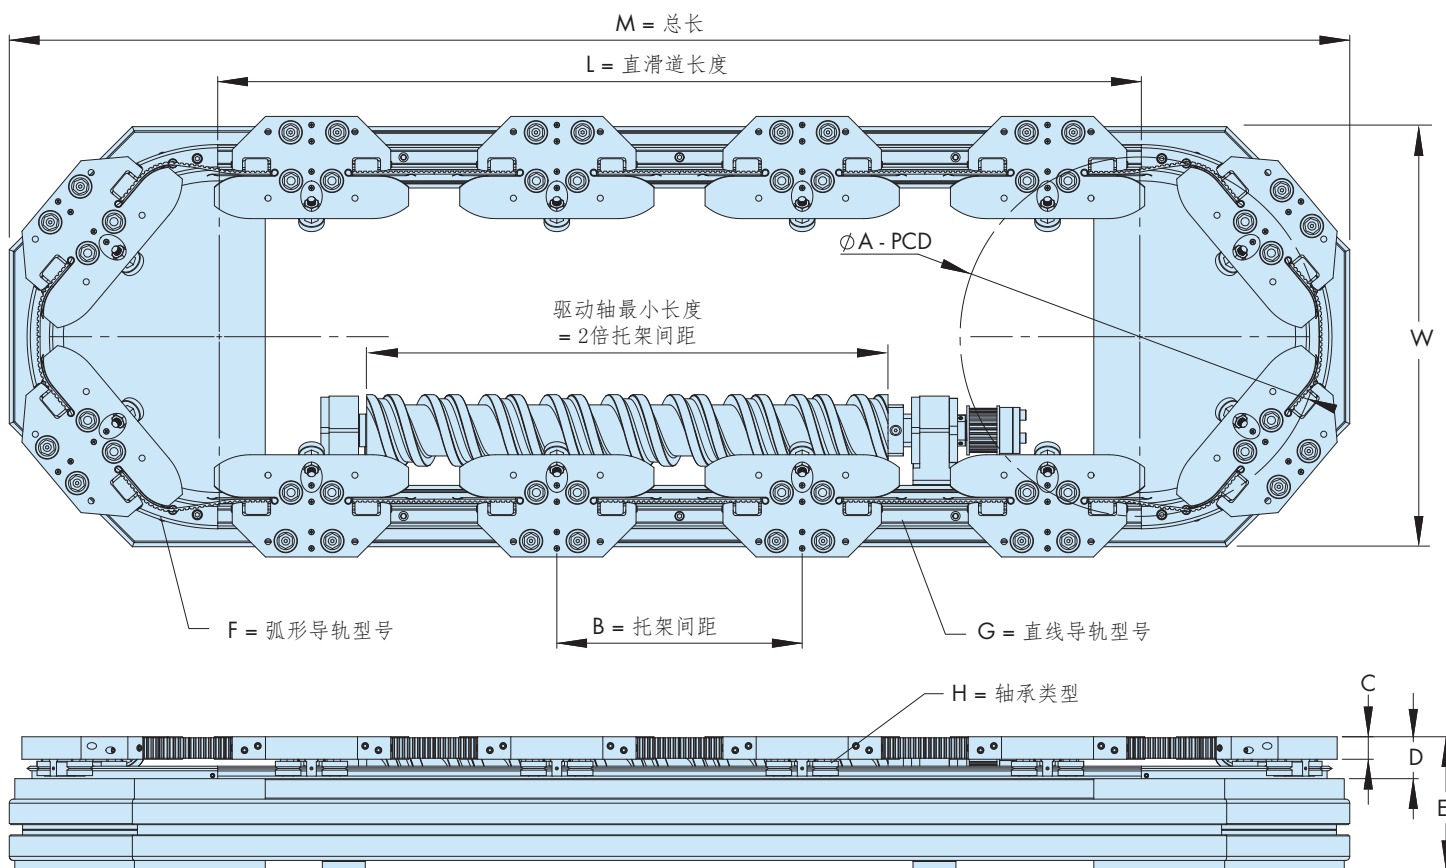 M = 总长
L = 直滑道长度
ØA - PCD
驱动轴最小长度
= 2倍托架间距
W
F = 弧形导轨型号
B = 托架间距
G = 直线导轨型号
H = 轴承类型
C
D
E